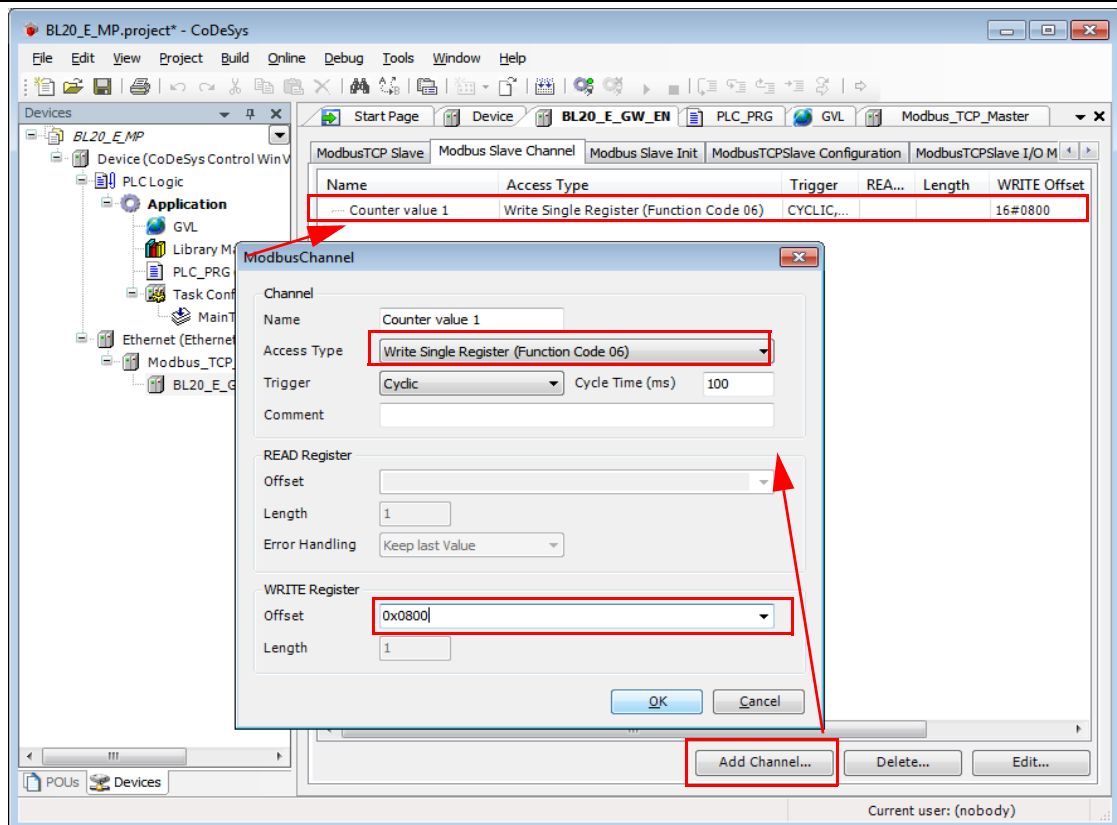 BL20_E_MP.project* - CoDeSys
File Edit View Project Build Online Debug Tools Window Help
Devices
BL20_E_MP
Device (CoDeSys Control Win V
PLC Logic
Application
GVL
Library Ma
PLC_PRG
Task Conf
MainT
Ethernet (Ethernet
Modbus_TCP_
BL20_E_G
POUs Devices
Start Page Device BL20_E_GW_EN PLC_PRG GVL Modbus_TCP_Master
ModbusTCP Slave Modbus Slave Channel Modbus Slave Init ModbusTCPSlave Configuration ModbusTCPSlave I/O M
Name Access Type Trigger REA... Length WRITE Offset
Counter value 1 Write Single Register (Function Code 06) CYCLIC,... 16#0800
ModbusChannel
Channel
Name Counter value 1
Access Type Write Single Register (Function Code 06)
Trigger Cyclic Cycle Time (ms) 100
Comment
READ Register
Offset
Length 1
Error Handling Keep last Value
WRITE Register
Offset 0x0800
Length 1
OK Cancel
Add Channel... Delete... Edit...
Current user: (nobody)